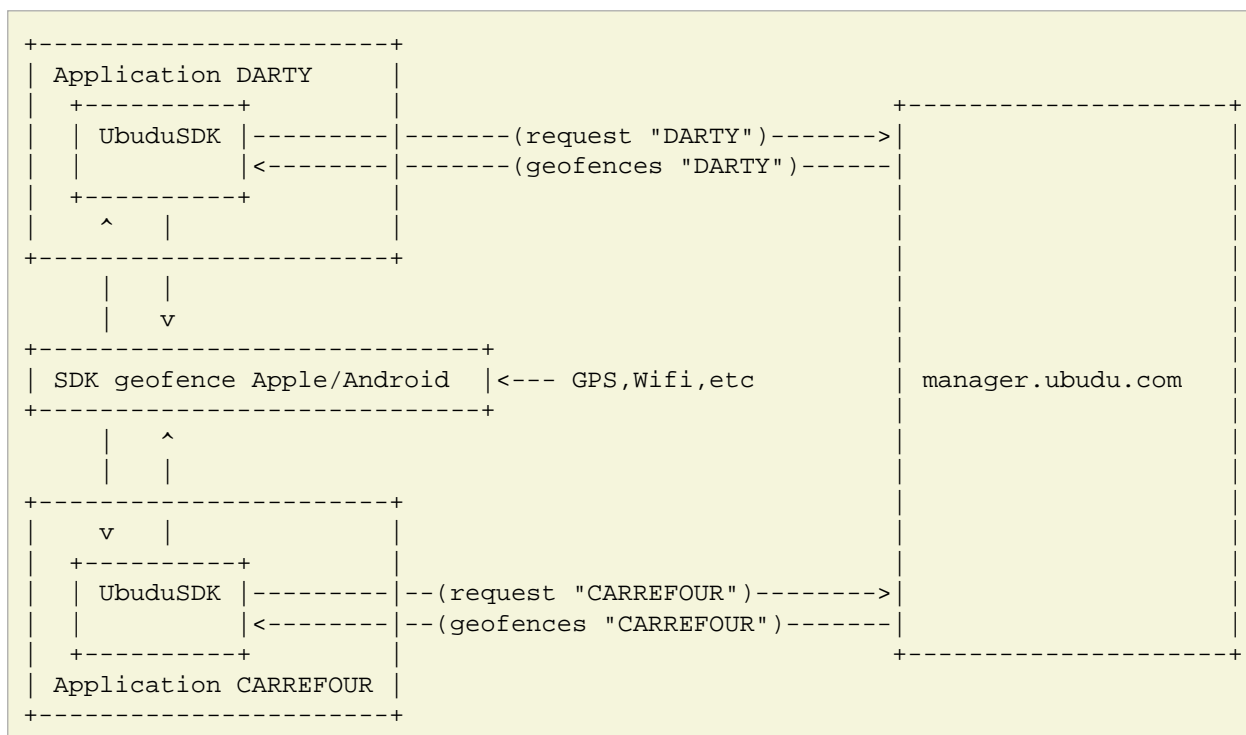 Application DARTY
UbuduSDK
(request "DARTY")
(geofences "DARTY")
SDK geofence Apple/Android <--- GPS,Wifi,etc
manager.ubudu.com
UbuduSDK
(request "CARREFOUR")
(geofences "CARREFOUR")
Application CARREFOUR